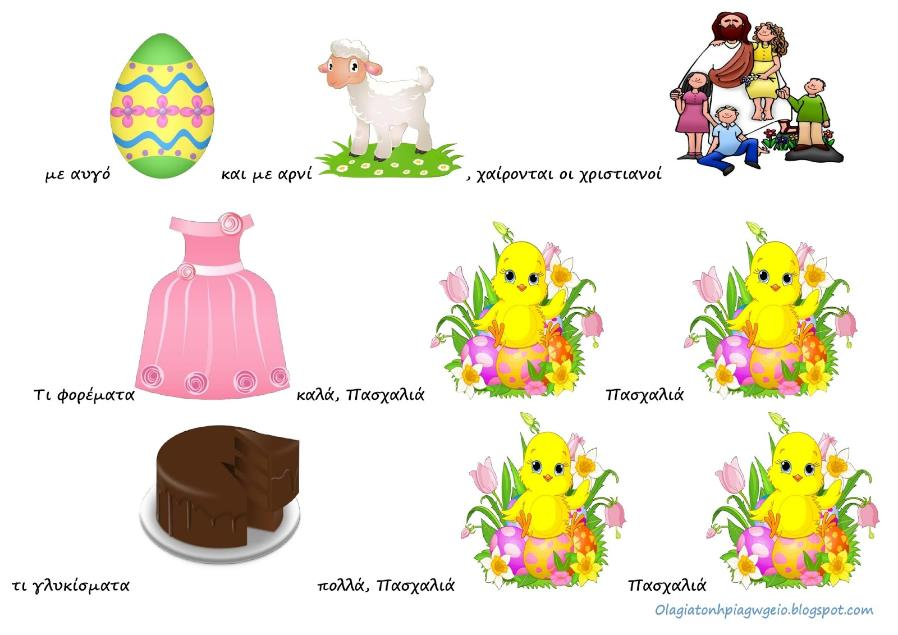 με αυγό και με αρνί , χαίρονται οι χριστιανοί
Τι φορέματα καλά, Πασχαλιά Πασχαλιά
τι γλυκίσματα πολλά, Πασχαλιά Πασχαλιά
Olagiatonhpiagwgeio.blogspot.com